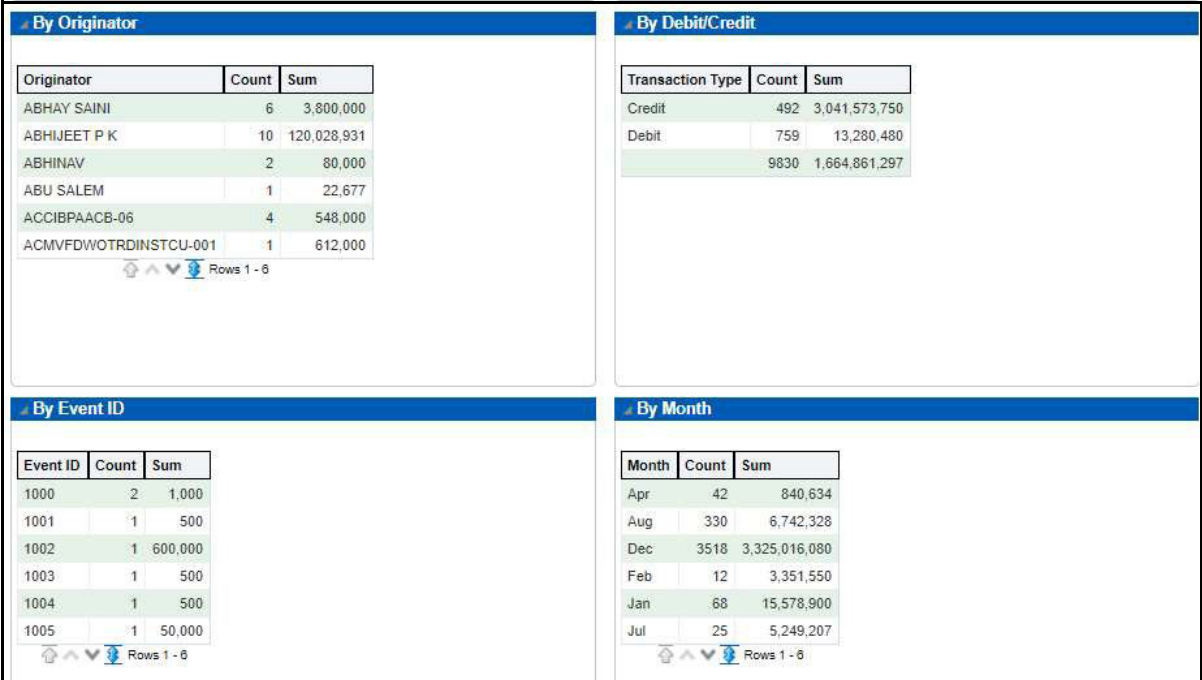 By Originator
Originator Count Sum
ABHAY SAINI 6 3,800,000
ABHIJEET P K 10 120,028,931
ABHINAV 2 80,000
ABU SALEM 1 22,677
ACCIBPAACB-06 4 548,000
ACMVFDWOTRDINSTCU-001 1 612,000
Rows 1 - 6
By Debit/Credit
Transaction Type Count Sum
Credit 492 3,041,573,750
Debit 759 13,280,480
9830 1,664,861,297
By Event ID
Event ID Count Sum
1000 2 1,000
1001 1 500
1002 1 600,000
1003 1 500
1004 1 500
1005 1 50,000
Rows 1 - 6
By Month
Month Count Sum
Apr 42 840,634
Aug 330 6,742,328
Dec 3518 3,325,016,080
Feb 12 3,351,550
Jan 68 15,578,900
Jul 25 5,249,207
Rows 1 - 6